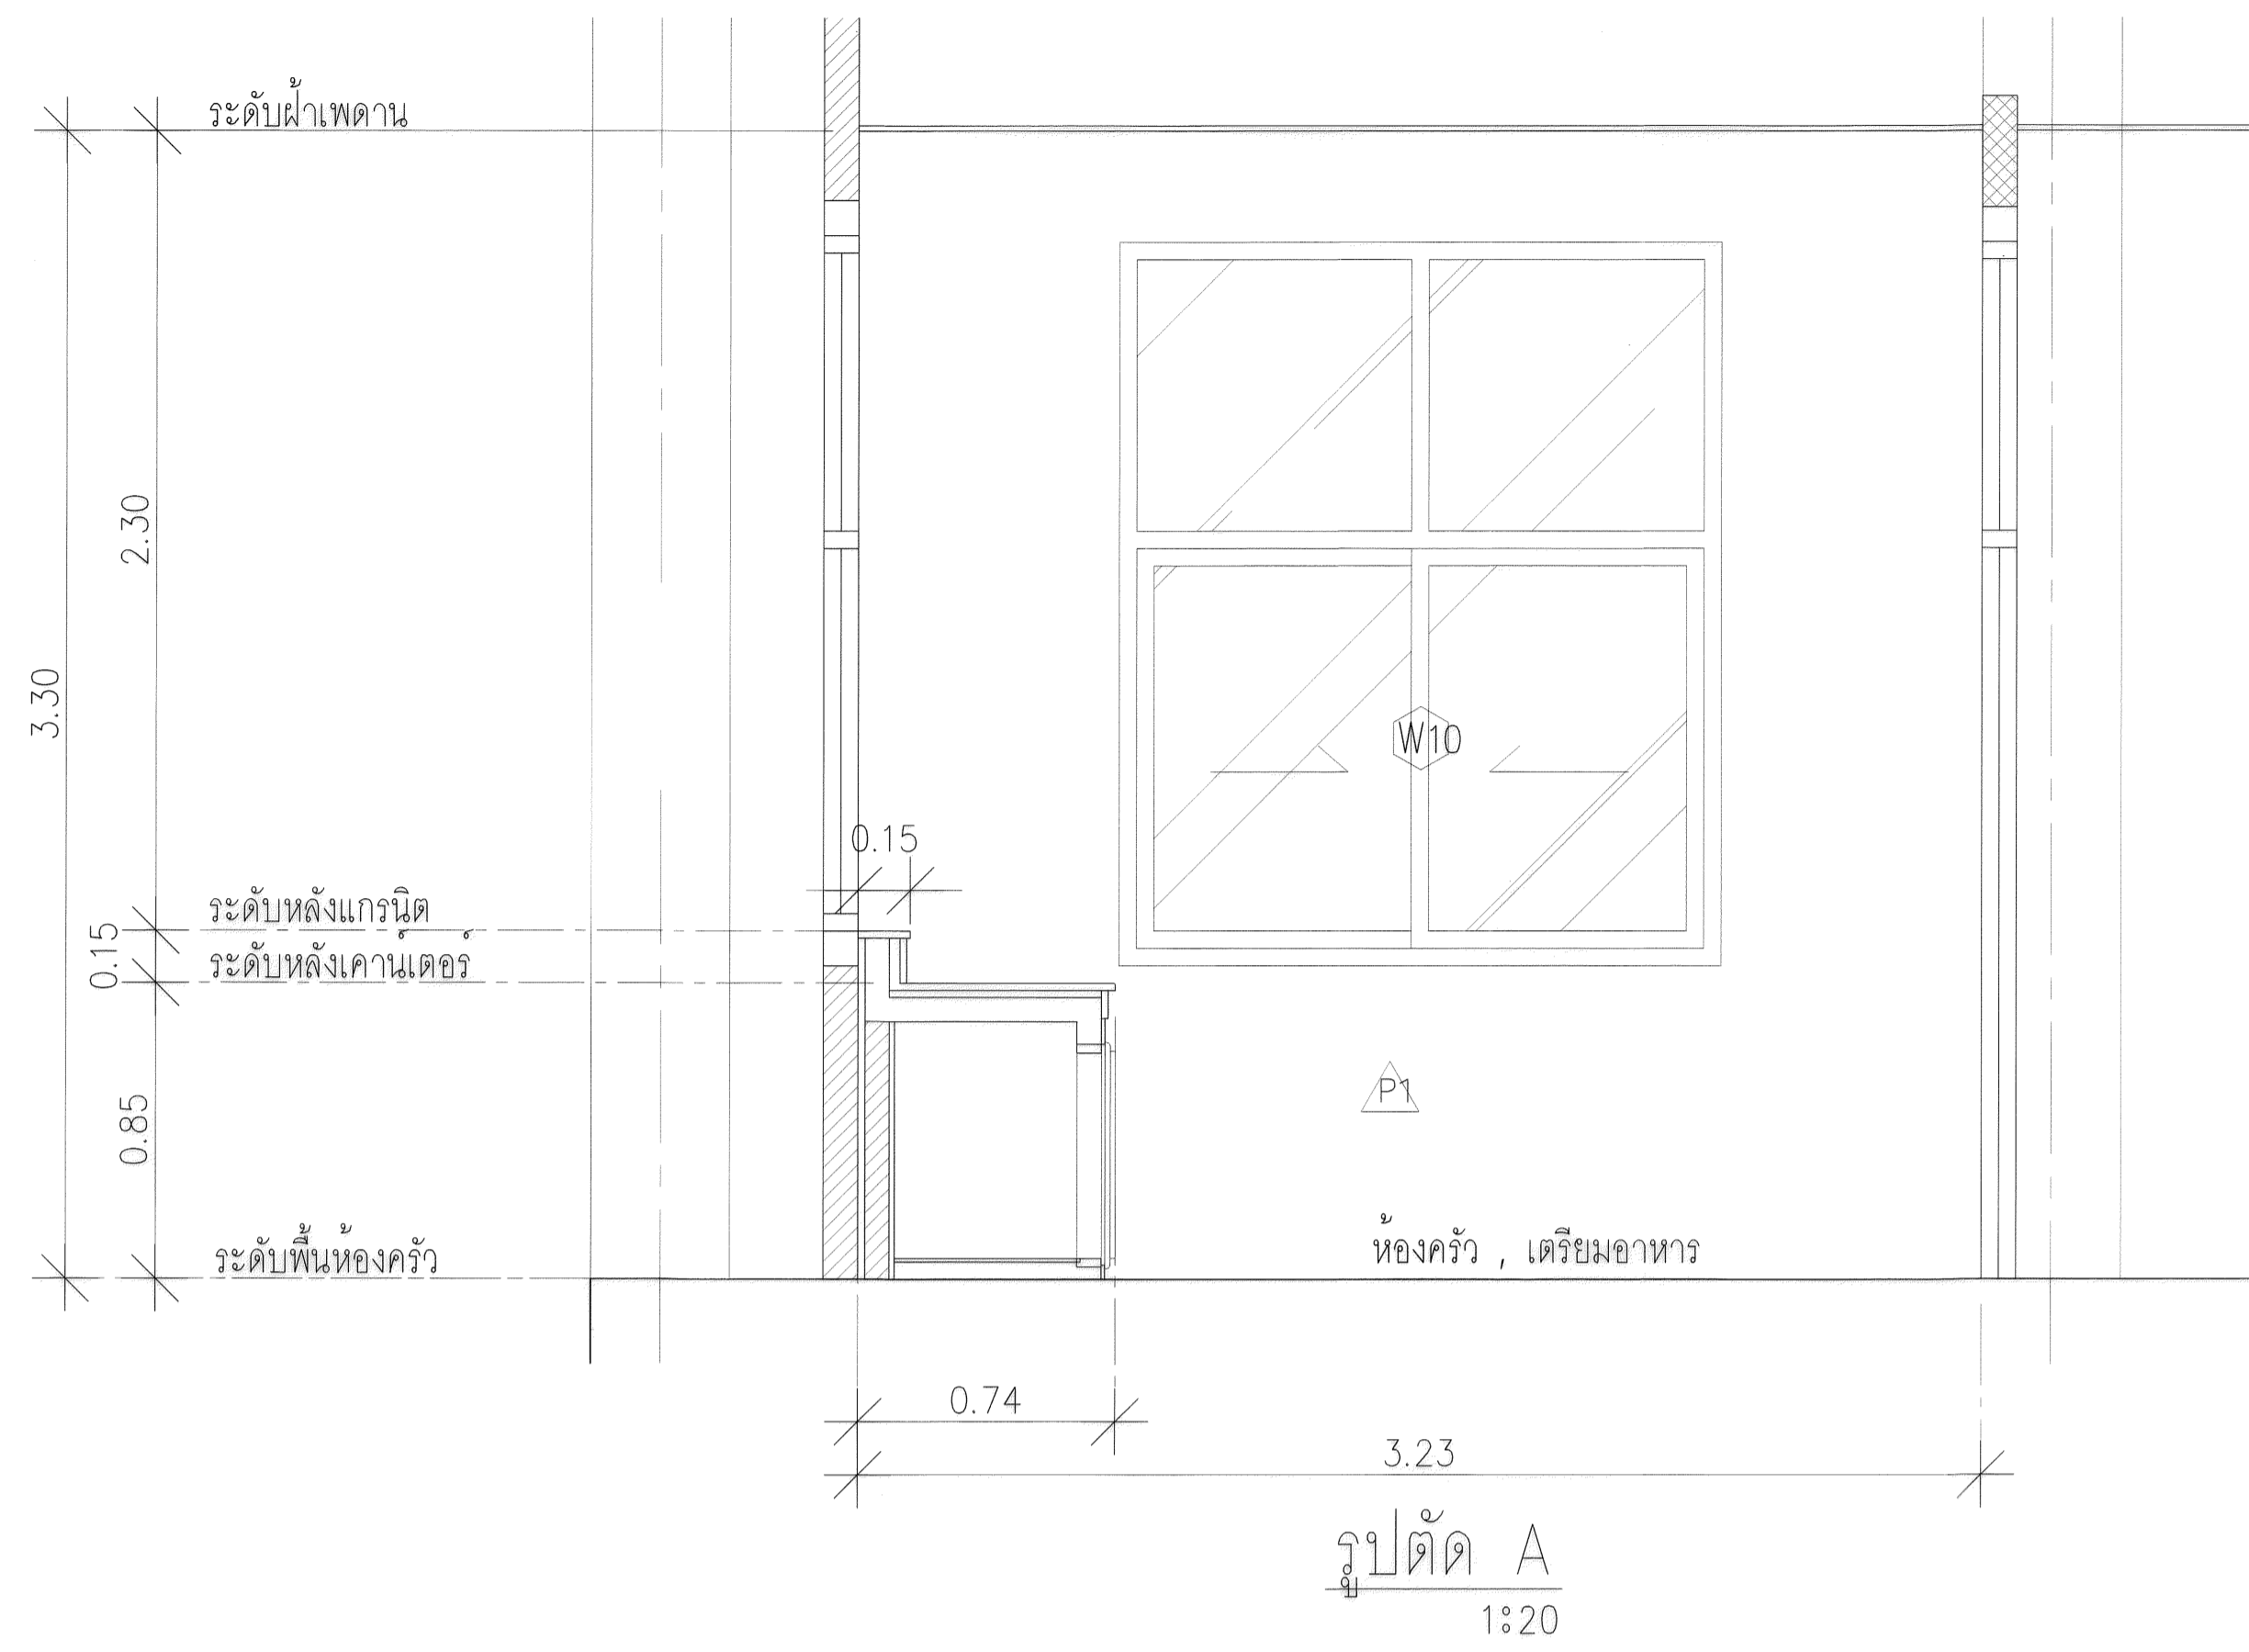 ระดับฝ้าเพดาน
2.30
3.30
W10
0.15
ระดับหลังแกรนิต
0.15
ระดับหลังเคาน์เตอร์
P1
0.85
ห้องครัว , เตรียมอาหาร
ระดับพื้นห้องครัว
0.74
3.23
รูปตัด A
1:20